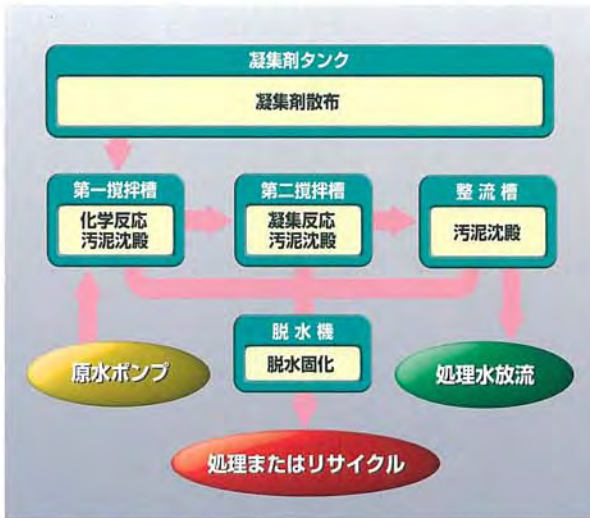 凝集剤タンク
凝集剤散布
第一撹拌槽
化学反応
汚泥沈殿
第二撹拌槽
凝集反応
汚泥沈殿
整流槽
汚泥沈殿
原水ポンプ
脱水機
脱水固化
処理水放流
処理またはリサイクル